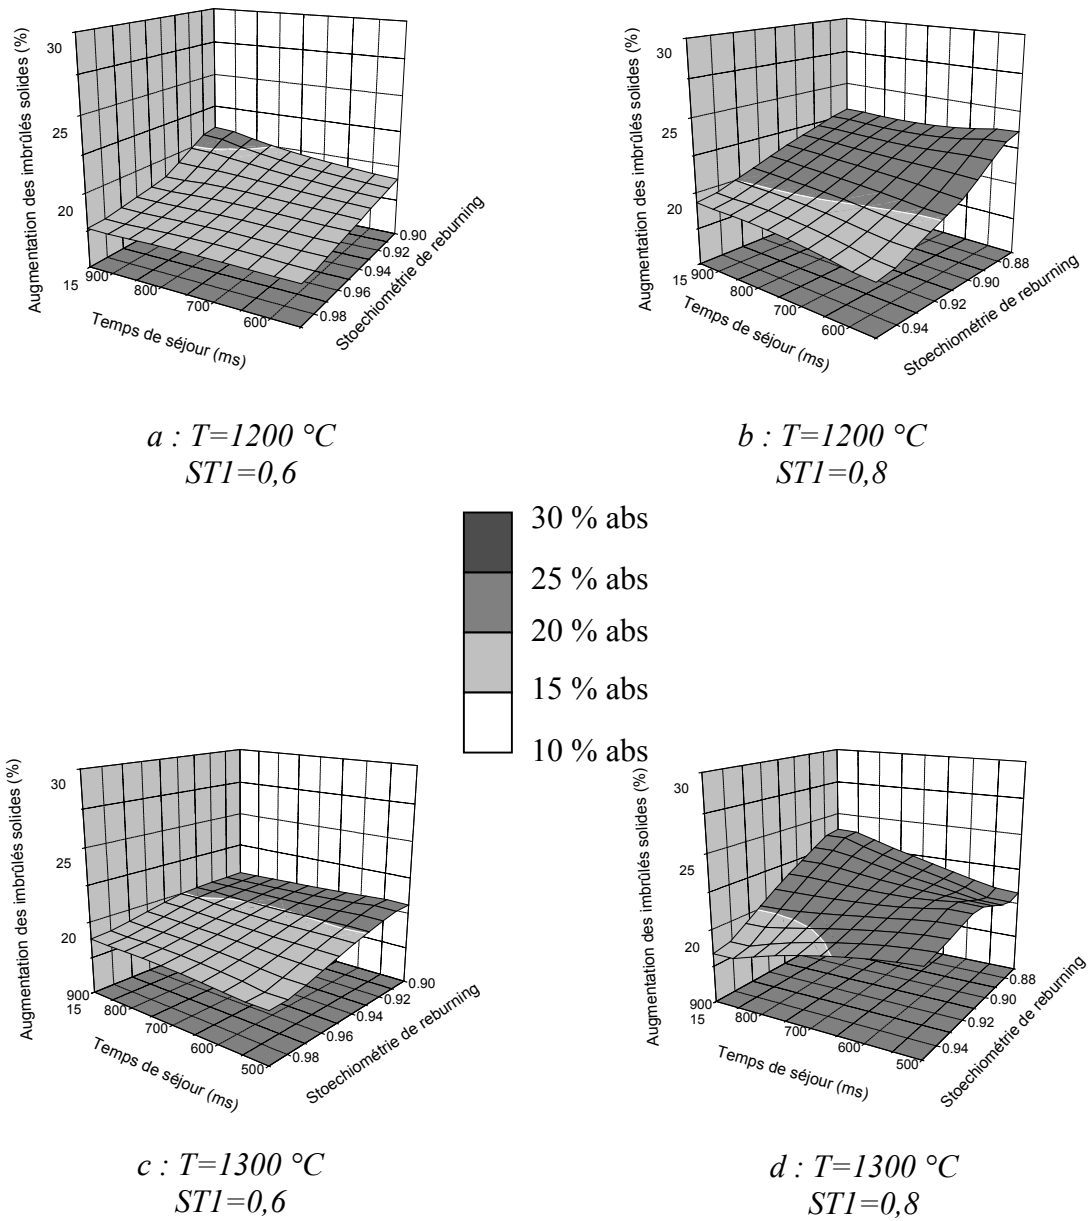 Augmentation des imbrûlés solides (%)
30
25
20
15
900
800
700
600
Temps de séjour (ms)
0.90
0.92
0.94
0.96
0.98
Stoechiométrie de reburning
a : T=1200 °C
ST1=0,6
Augmentation des imbrûlés solides (%)
30
25
20
15
900
800
700
600
Temps de séjour (ms)
0.88
0.90
0.92
0.94
Stoechiométrie de reburning
b : T=1200 °C
ST1=0,8
30 % abs
25 % abs
20 % abs
15 % abs
10 % abs
Augmentation des imbrûlés solides (%)
30
25
20
15
900
800
700
600
500
Temps de séjour (ms)
0.90
0.92
0.94
0.96
0.98
Stoechiométrie de reburning
c : T=1300 °C
ST1=0,6
Augmentation des imbrûlés solides (%)
30
25
20
15
900
800
700
600
500
Temps de séjour (ms)
0.88
0.90
0.92
0.94
Stoechiométrie de reburning
d : T=1300 °C
ST1=0,8